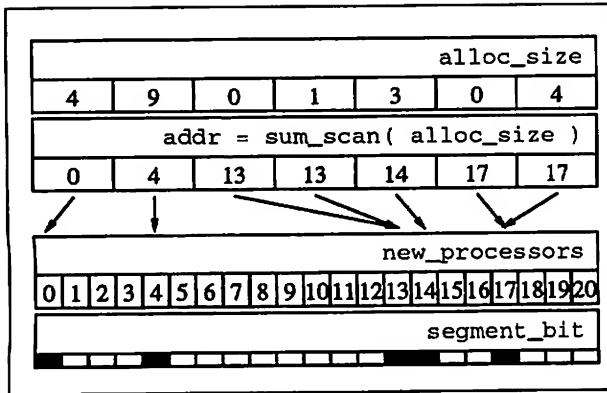 alloc_size
4 9 0 1 3 0 4
addr = sum_scan( alloc_size )
0 4 13 13 14 17 17
new_processors
0 1 2 3 4 5 6 7 8 9 10 11 12 13 14 15 16 17 18 19 20
segment_bit